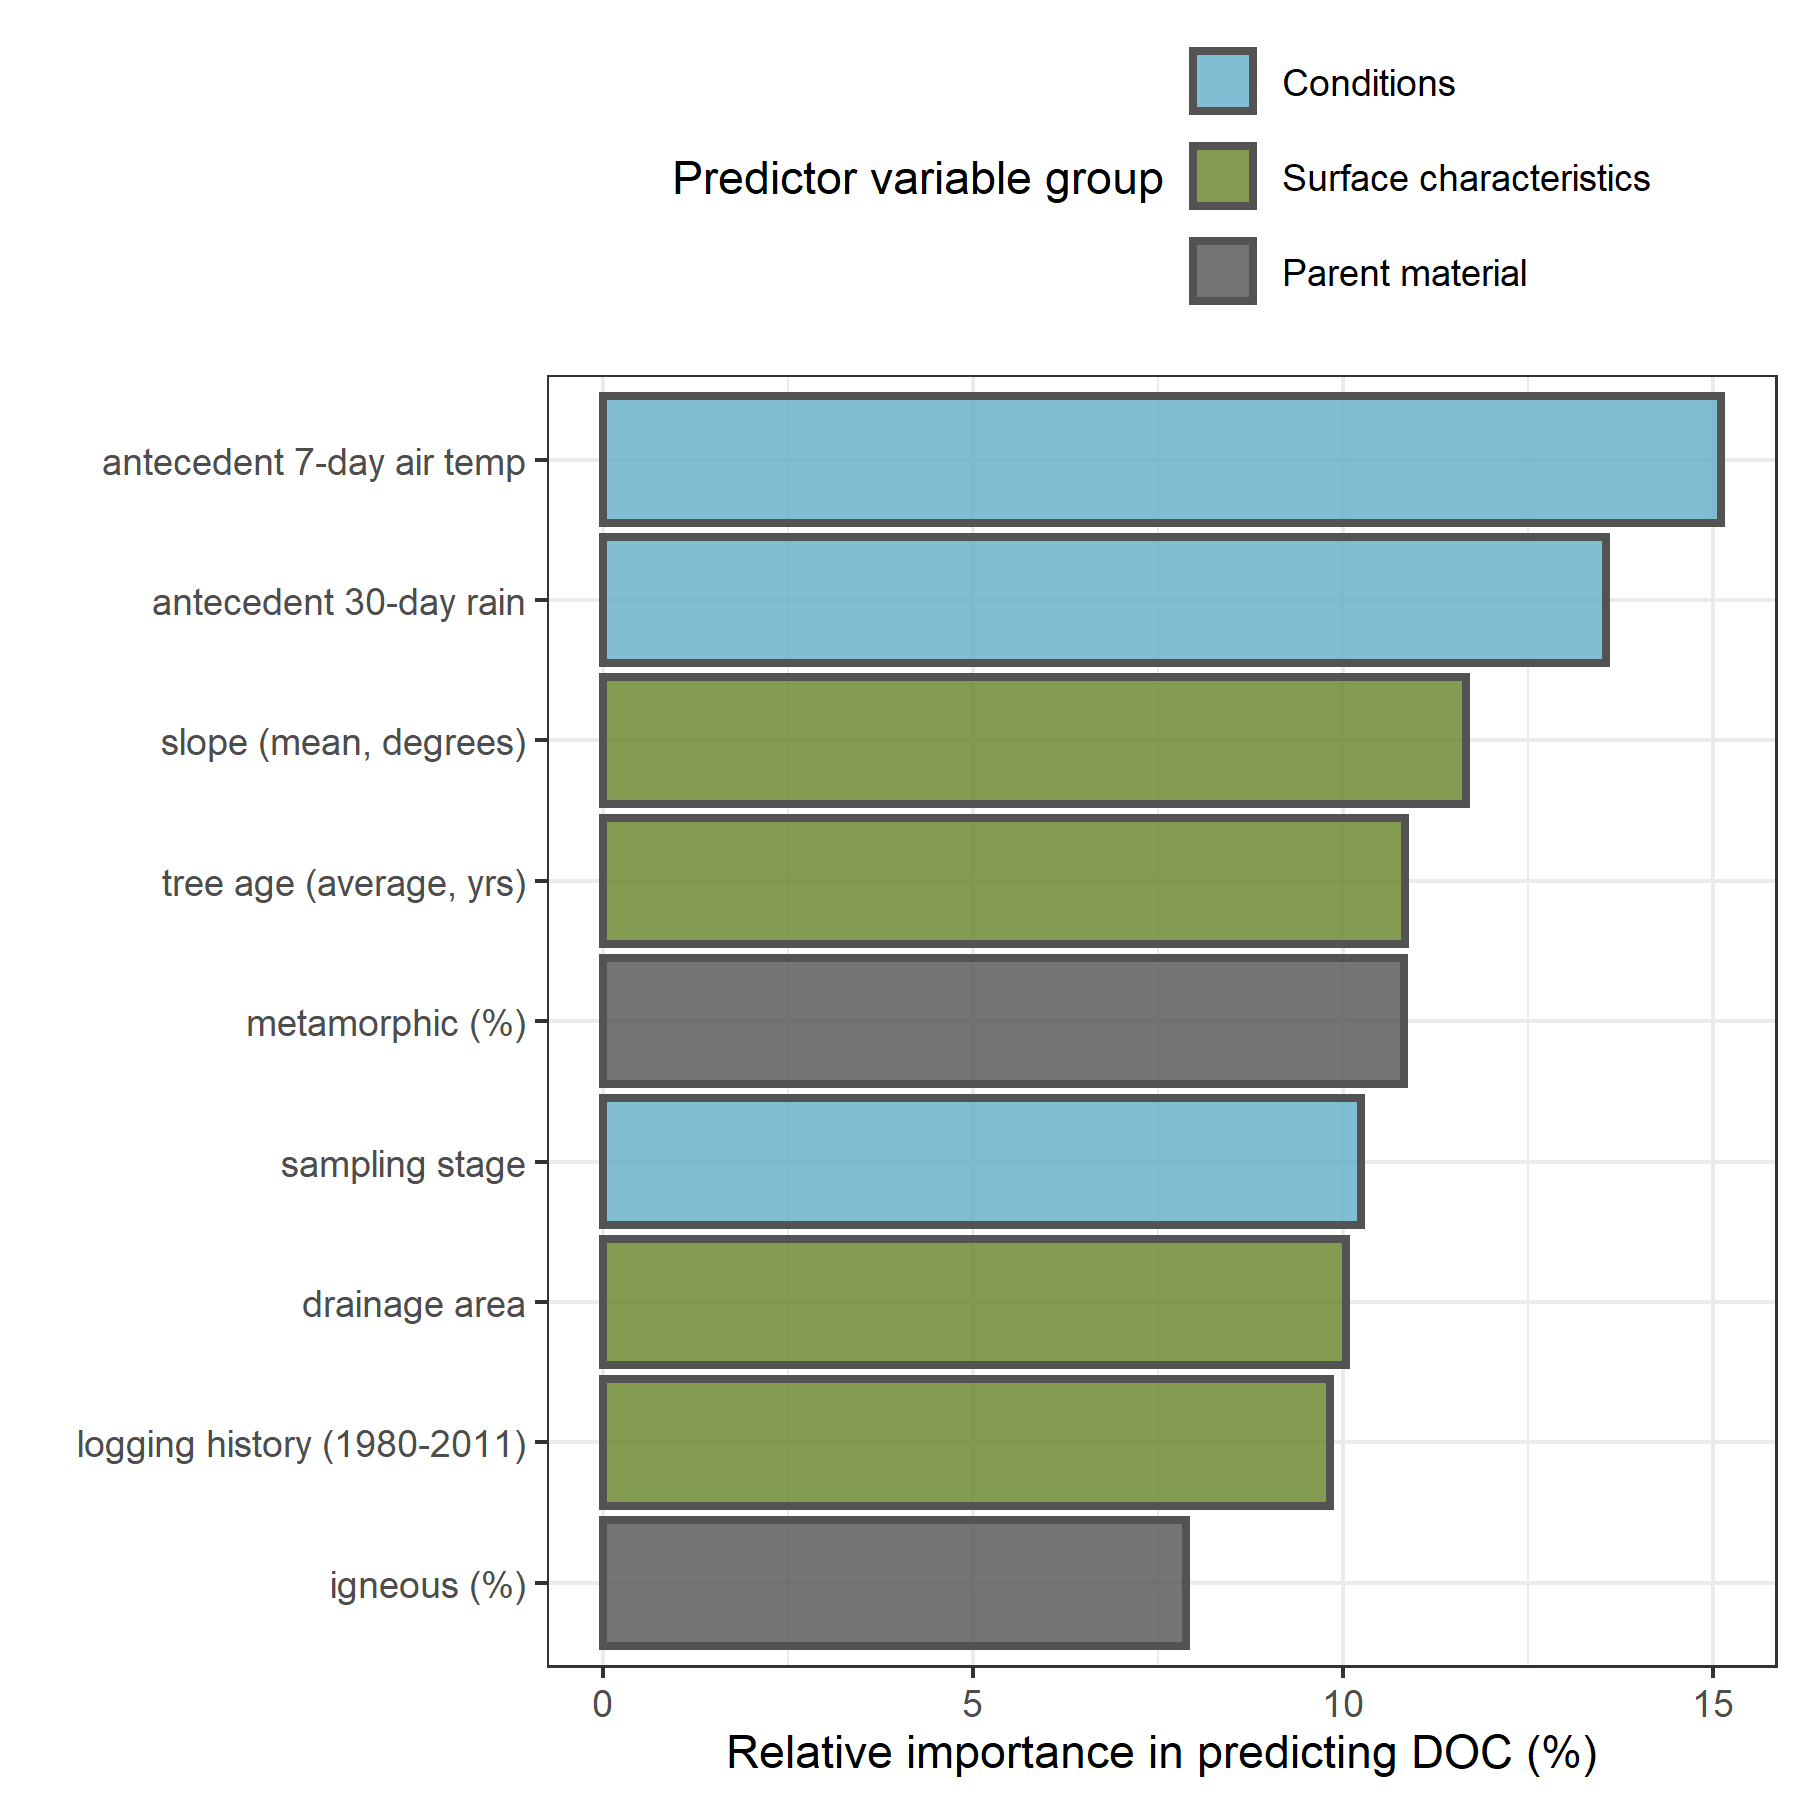 Predictor variable group
Conditions
Surface characteristics
Parent material
antecedent 7-day air temp
antecedent 30-day rain
slope (mean, degrees)
tree age (average, yrs)
metamorphic (%)
sampling stage
drainage area
logging history (1980-2011)
igneous (%)
0 5 10 15
Relative importance in predicting DOC (%)